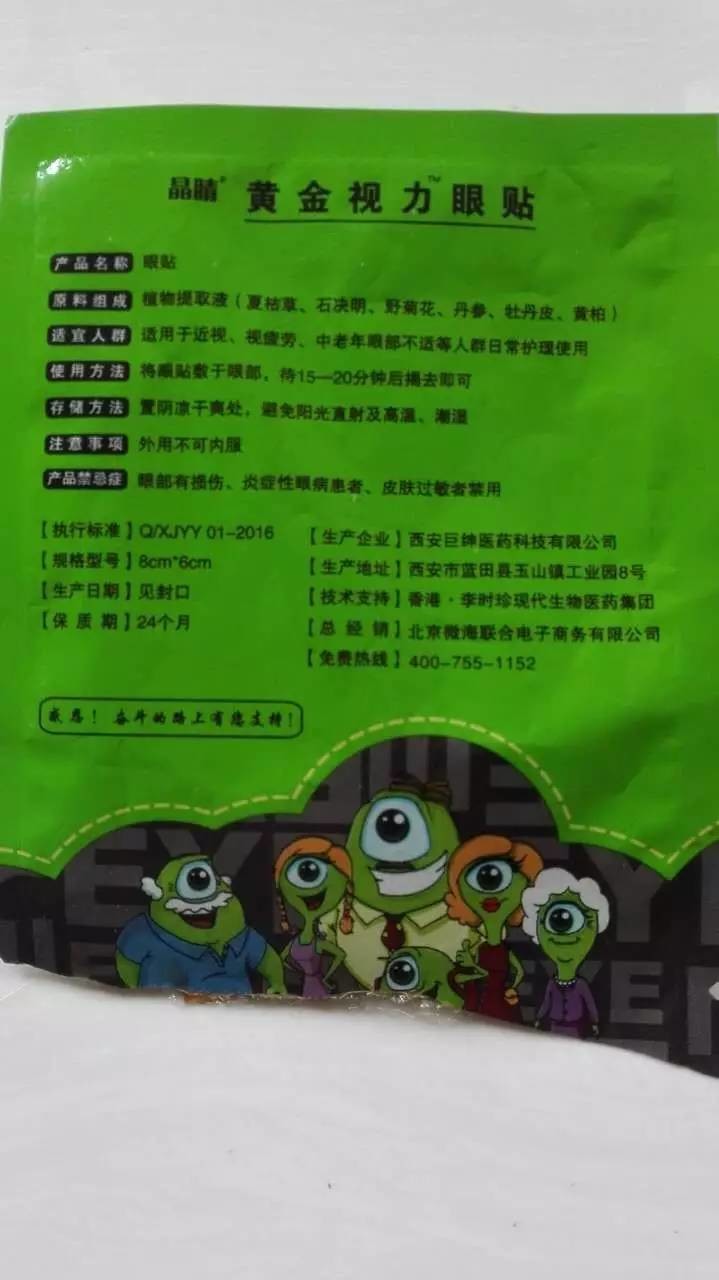 晶睛® 黄金视力™眼贴
产品名称 眼贴
原料组成 植物提取液（夏枯草、石决明、野菊花、丹参、牡丹皮、黄柏）
适宜人群 适用于近视、视疲劳、中老年眼部不适等人群日常护理使用
使用方法 将眼贴敷于眼部，待15—20分钟后揭去即可
存储方法 置阴凉干爽处，避免阳光直射及高温、潮湿
注意事项 外用不可内服
产品禁忌症 眼部有损伤、炎症性眼病患者、皮肤过敏者禁用
【执行标准】Q/XJYY 01-2016
【规格型号】8cm*6cm
【生产日期】见封口
【保 质 期】24个月
【生产企业】西安巨绅医药科技有限公司
【生产地址】西安市蓝田县玉山镇工业园8号
【技术支持】香港·李时珍现代生物医药集团
【总 经 销】北京微海联合电子商务有限公司
【免费热线】400-755-1152
感恩！奋斗的路上有您支持！
EYE
EYE